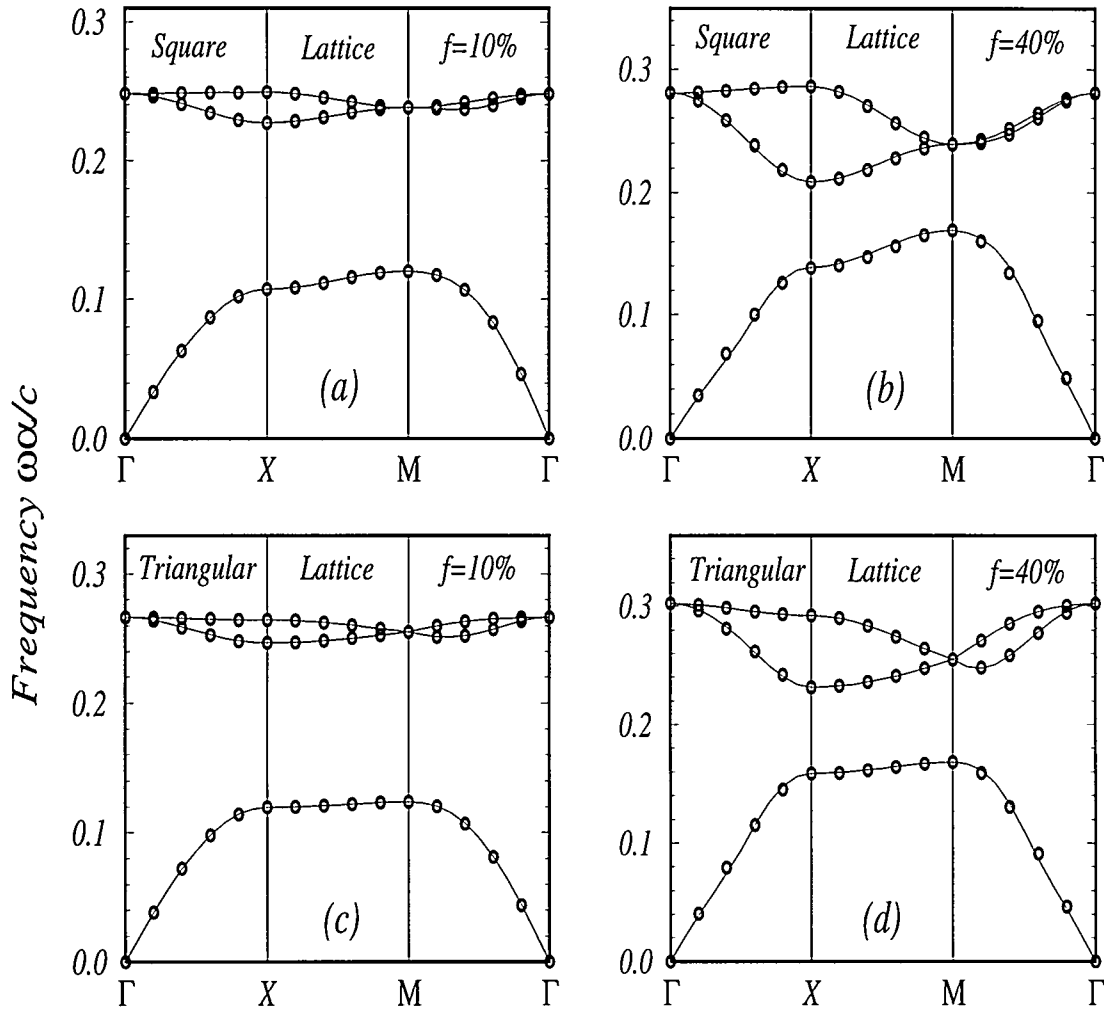 Frequency ωα/c
0.3
Square Lattice f=10%
0.2
0.1
(a)
0.0
Γ X M Γ
0.3
Square Lattice f=40%
0.2
0.1
(b)
0.0
Γ X M Γ
0.3
Triangular Lattice f=10%
0.2
0.1
(c)
0.0
Γ X M Γ
0.3
Triangular Lattice f=40%
0.2
0.1
(d)
0.0
Γ X M Γ